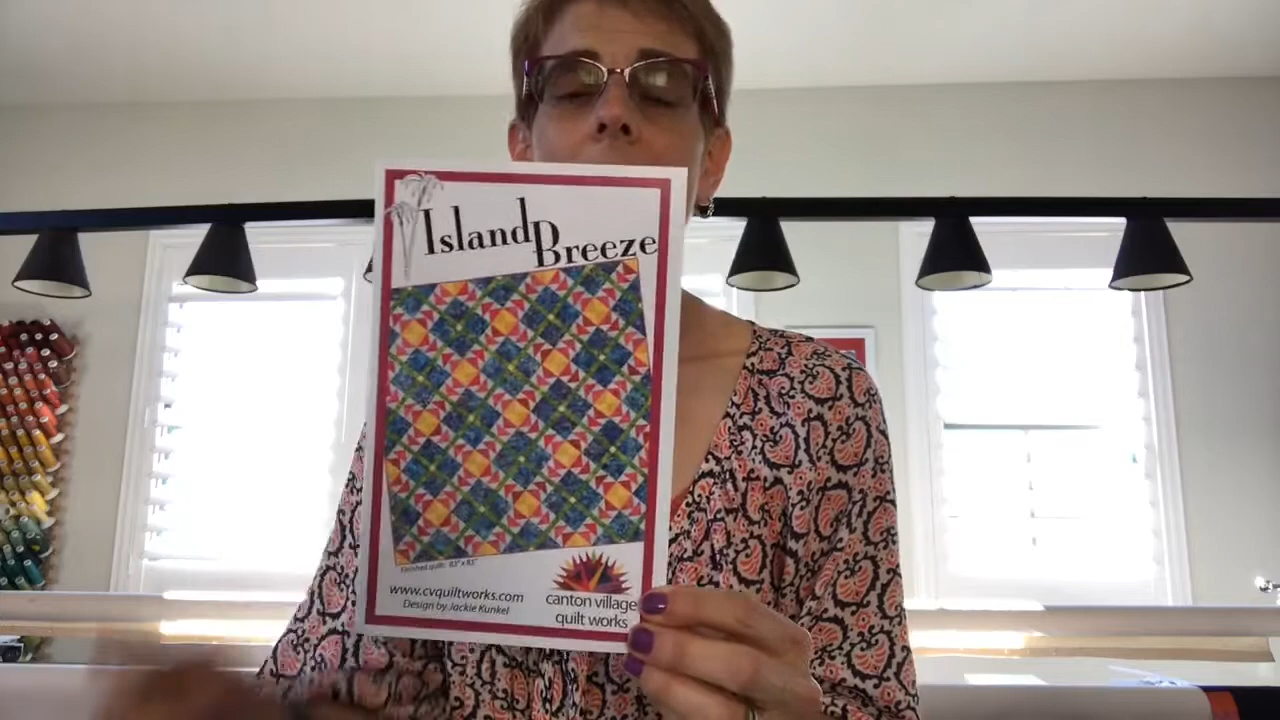 Island
Breeze
Finished quilt: 83" x 83"
www.cvquiltworks.com
Design by Jackie Kunkel
canton village
quilt works